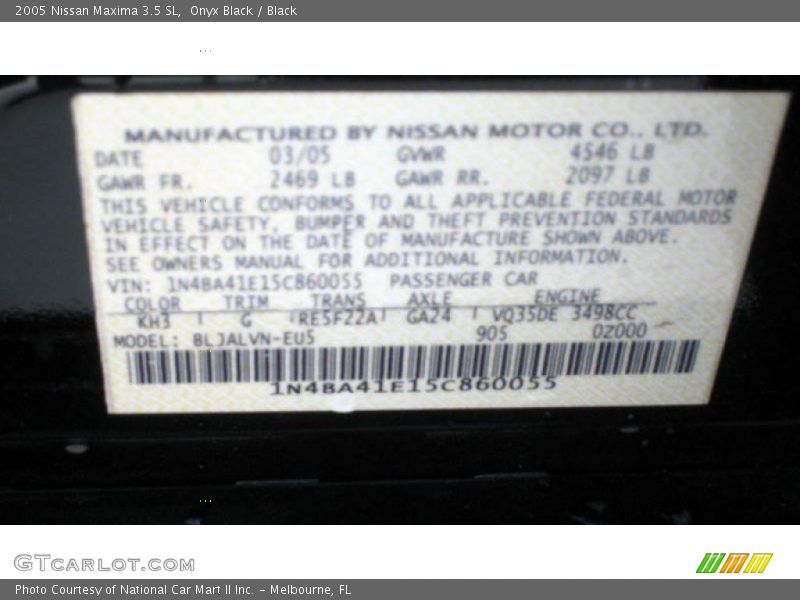 2005 Nissan Maxima 3.5 SL,  Onyx Black / Black
MANUFACTURED BY NISSAN MOTOR CO., LTD.
DATE 03/05 GVWR 4546 LB
GAWR FR. 2469 LB GAWR RR. 2097 LB
THIS VEHICLE CONFORMS TO ALL APPLICABLE FEDERAL MOTOR
VEHICLE SAFETY, BUMPER AND THEFT PREVENTION STANDARDS
IN EFFECT ON THE DATE OF MANUFACTURE SHOWN ABOVE.
SEE OWNERS MANUAL FOR ADDITIONAL INFORMATION.
VIN: 1N4BA41E15C860055 PASSENGER CAR
COLOR TRIM TRANS AXLE ENGINE
KH3 G RE5F22A GA24 VQ35DE 3498CC
MODEL: BLJALVN-EU5 905 0Z000 -
1N4BA41E15C860055
GTCARLOT.COM
Photo Courtesy of National Car Mart II Inc. – Melbourne, FL